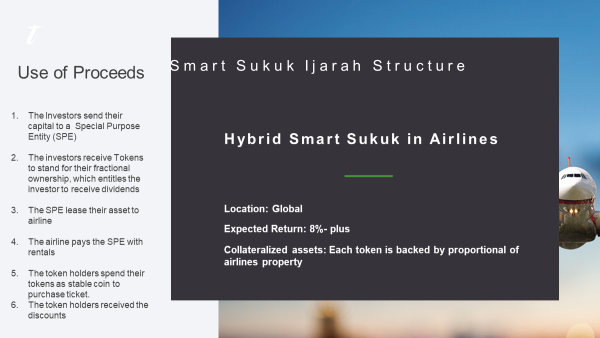 τ
Use of Proceeds
1. The Investors send their
capital to a Special Purpose
Entity (SPE)
2. The investors receive Tokens
to stand for their fractional
ownership, which entitles the
investor to receive dividends
3. The SPE lease their asset to
airline
4. The airline pays the SPE with
rentals
5. The token holders spend their
tokens as stable coin to
purchase ticket.
6. The token holders received the
discounts
Smart Sukuk Ijarah Structure
Hybrid Smart Sukuk in Airlines
Location: Global
Expected Return: 8%- plus
Collateralized assets: Each token is backed by proportional of
airlines property